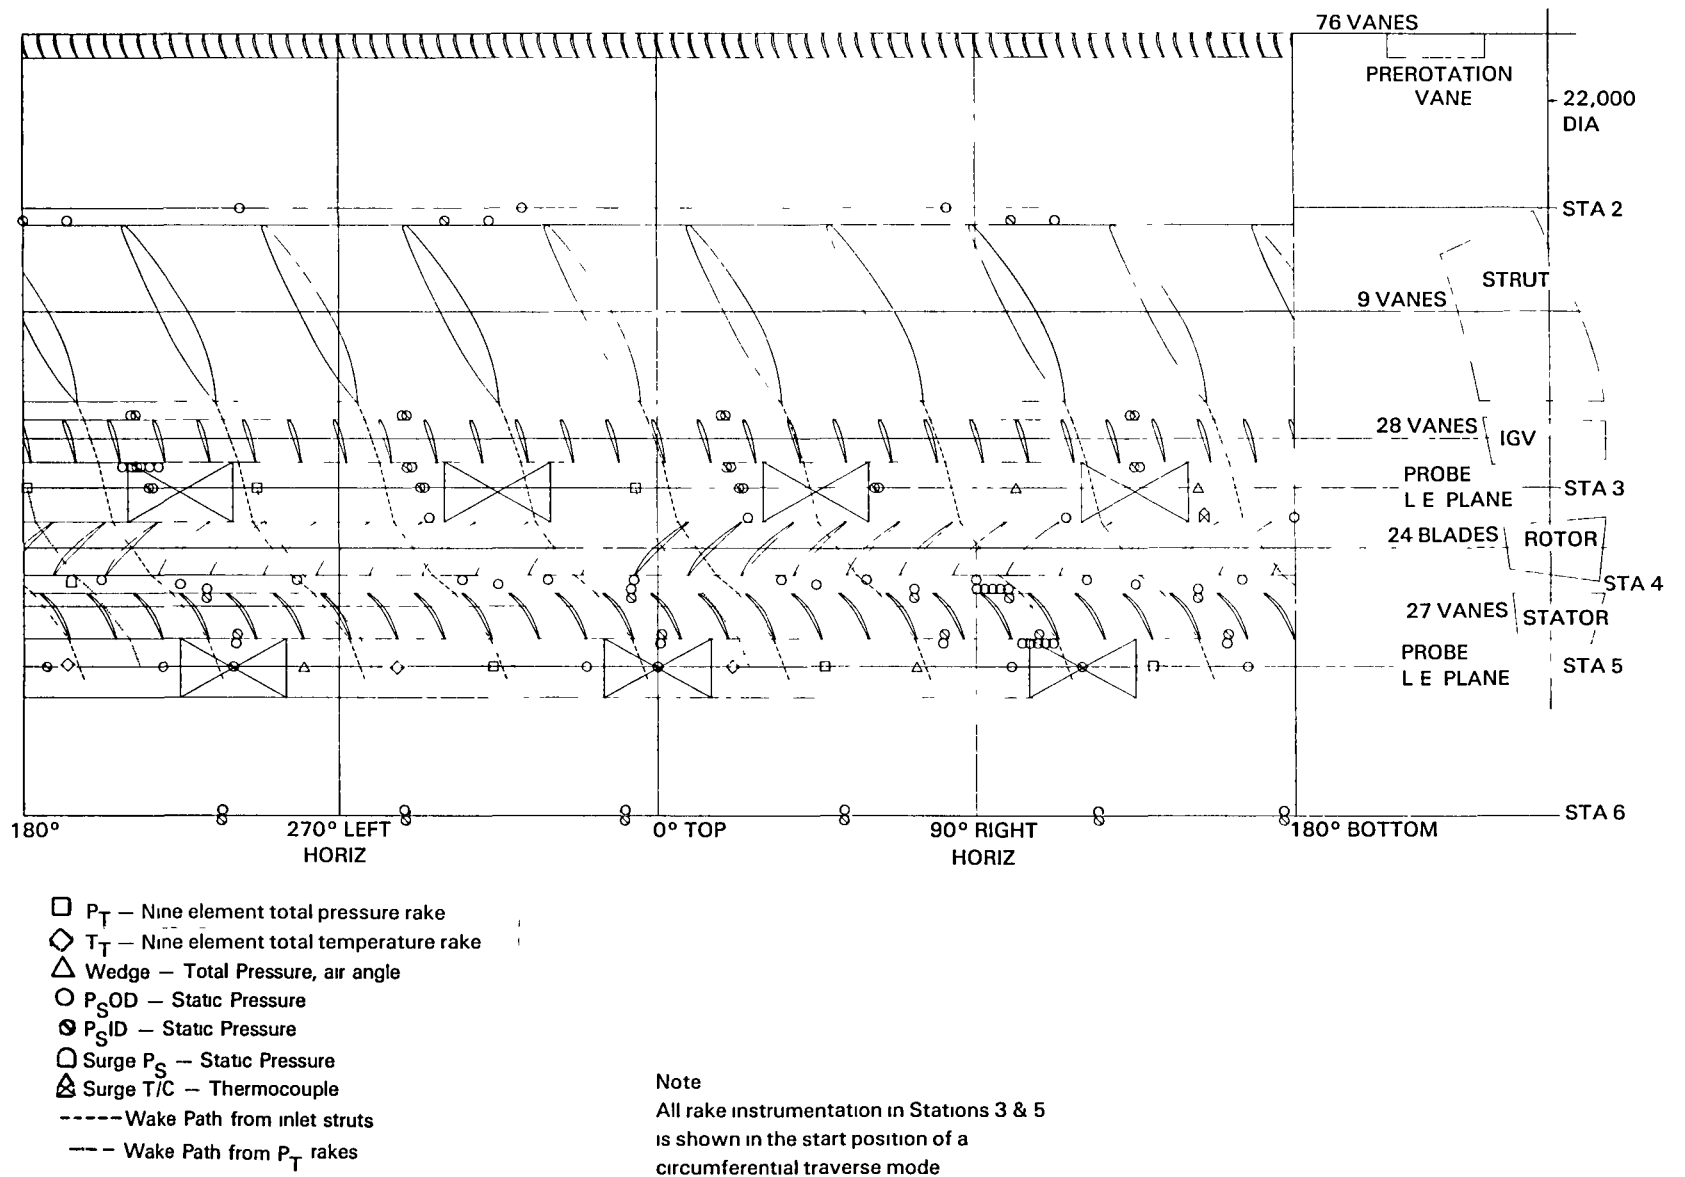 76 VANES
PREROTATION
VANE
22,000
DIA
STA 2
STRUT
9 VANES
28 VANES
IGV
PROBE
L E PLANE
STA 3
24 BLADES
ROTOR
STA 4
27 VANES
STATOR
PROBE
L E PLANE
STA 5
STA 6
180°
270° LEFT
HORIZ
0° TOP
90° RIGHT
HORIZ
180° BOTTOM
PT — Nine element total pressure rake
TT — Nine element total temperature rake
Wedge — Total Pressure, air angle
PSOD — Static Pressure
PSID — Static Pressure
Surge PS — Static Pressure
Surge T/C — Thermocouple
Wake Path from inlet struts
Wake Path from PT rakes
Note
All rake instrumentation in Stations 3 & 5
is shown in the start position of a
circumferential traverse mode